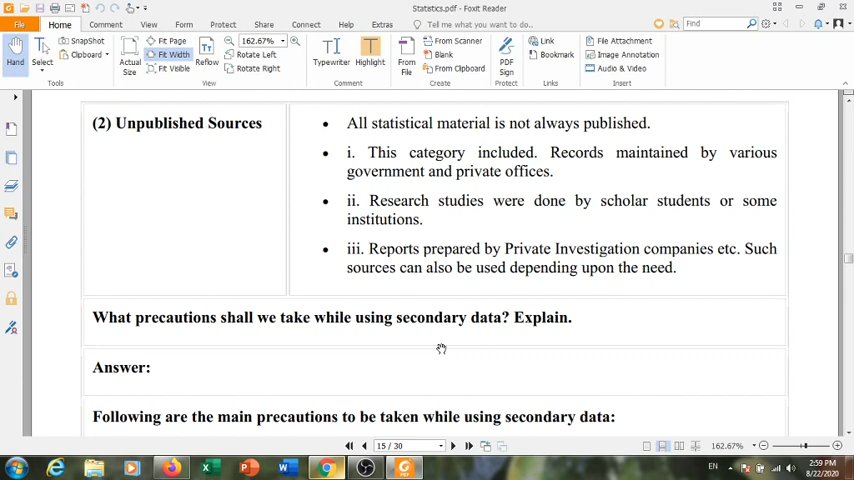 Statistics.pdf - Foxit Reader
File Home Comment View Form Protect Share Connect Help Extras Tell me what you want to do... Find
Hand
Select
SnapShot
Clipboard
Tools
Actual Size
Fit Page
Fit Width
Fit Visible
Reflow
162.67%
Rotate Left
Rotate Right
View
Typewriter
Highlight
Comment
From File
From Scanner
Blank
From Clipboard
Create
PDF Sign
Protect
Link
Bookmark
Links
File Attachment
Image Annotation
Audio & Video
Insert
(2) Unpublished Sources
• All statistical material is not always published.
• i. This category included. Records maintained by various
government and private offices.
• ii. Research studies were done by scholar students or some
institutions.
• iii. Reports prepared by Private Investigation companies etc. Such
sources can also be used depending upon the need.
What precautions shall we take while using secondary data? Explain.
Answer:
Following are the main precautions to be taken while using secondary data:
15 / 30
162.67%
EN
2:59 PM
8/22/2020